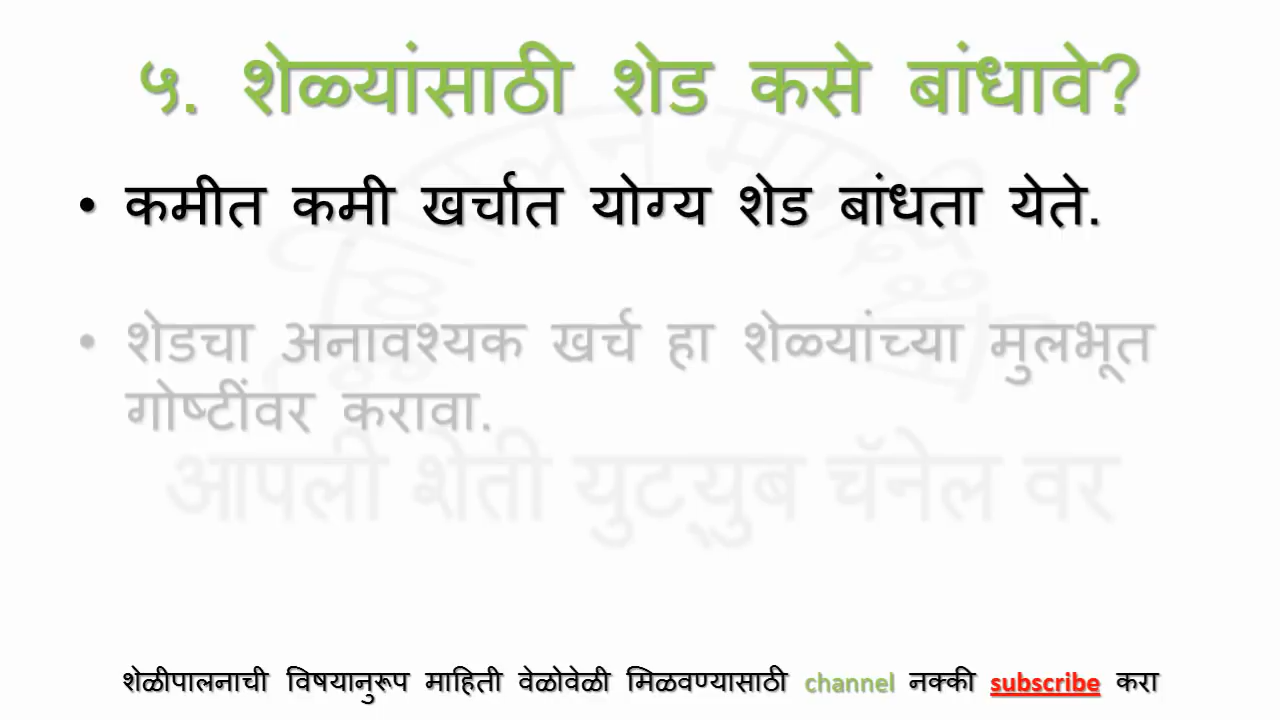 ५. शेळ्यांसाठी शेड कसे बांधावे?
• कमीत कमी खर्चात योग्य शेड बांधता येते.
• शेडचा अनावश्यक खर्च हा शेळ्यांच्या मुलभूत
गोष्टींवर करावा.
आपली शेती युटयुब चॅनेल वर
शेळीपालनाची विषयानुरूप माहिती वेळोवेळी मिळवण्यासाठी channel नक्की subscribe करा